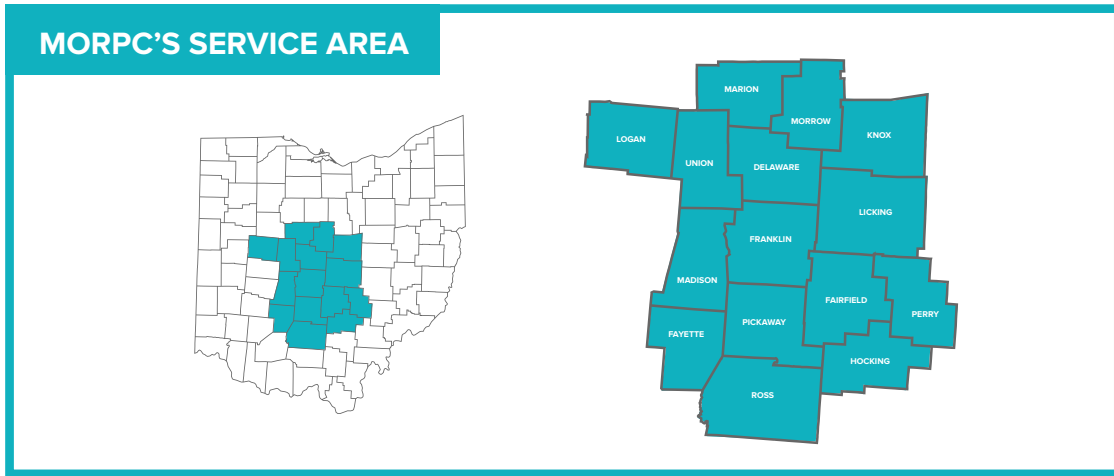 MORPC'S SERVICE AREA
MARION
MORROW
LOGAN
KNOX
UNION
DELAWARE
LICKING
FRANKLIN
MADISON
FAIRFIELD
PERRY
PICKAWAY
FAYETTE
HOCKING
ROSS